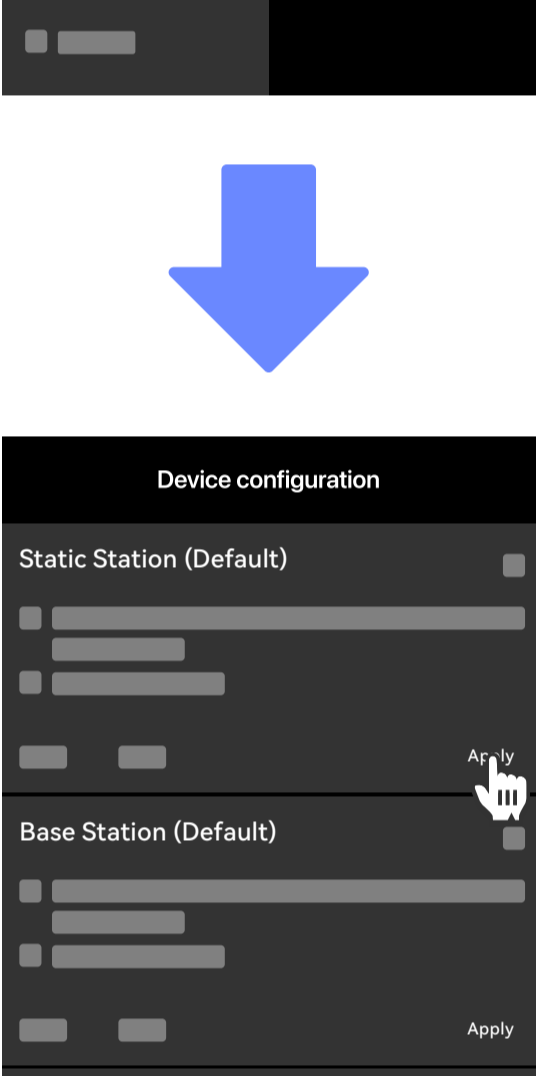 Device configuration
Static Station (Default)
Apply
Base Station (Default)
Apply